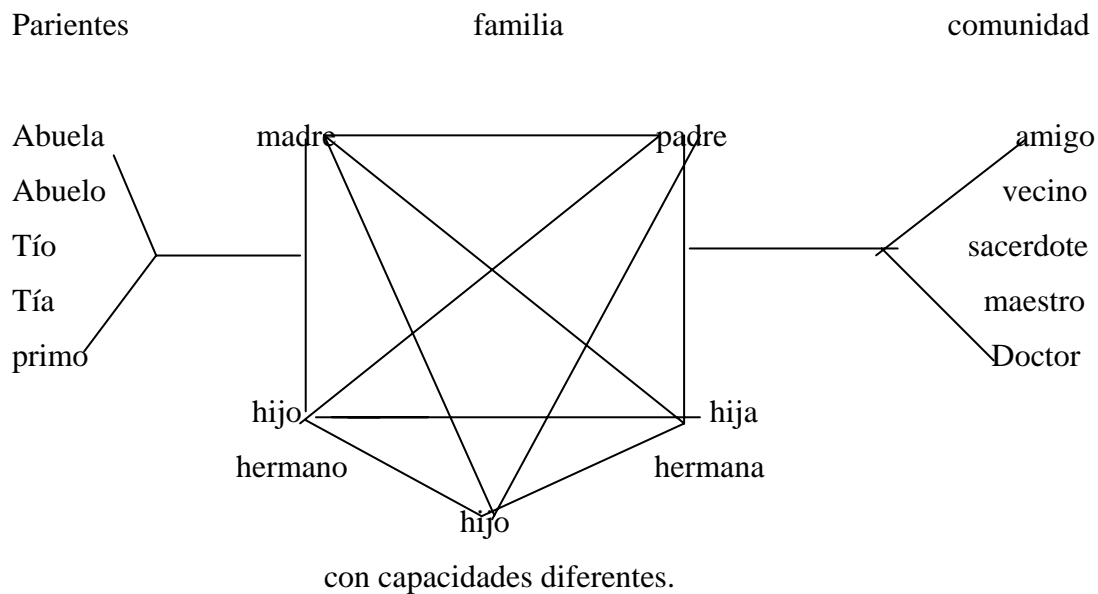 Parientes familia comunidad
Abuela madre padre amigo
Abuelo vecino
Tío sacerdote
Tía maestro
primo Doctor
hijo hija
hermano hermana
hijo
con capacidades diferentes.